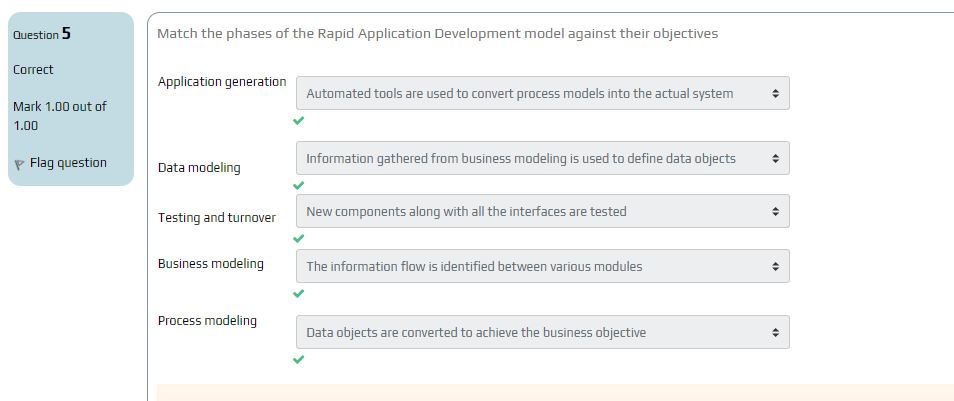 Question 5
Correct
Mark 1.00 out of
1.00
Flag question
Match the phases of the Rapid Application Development model against their objectives
Application generation
Automated tools are used to convert process models into the actual system
Data modeling
Information gathered from business modeling is used to define data objects
Testing and turnover
New components along with all the interfaces are tested
Business modeling
The information flow is identified between various modules
Process modeling
Data objects are converted to achieve the business objective